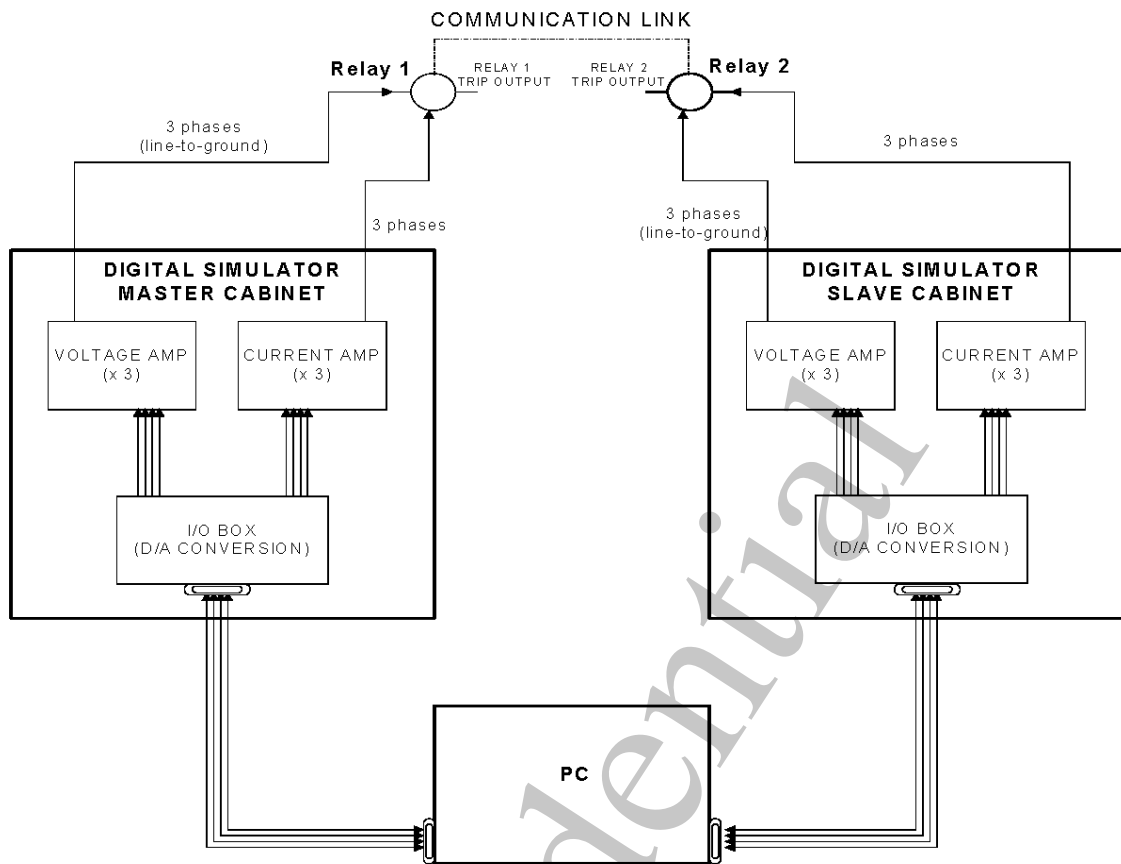 COMMUNICATION LINK
Relay 1
RELAY 1
TRIP OUTPUT
RELAY 2
TRIP OUTPUT
Relay 2
3 phases
(line-to-ground)
3 phases
3 phases
(line-to-ground)
3 phases
DIGITAL SIMULATOR
MASTER CABINET
VOLTAGE AMP
(x 3)
CURRENT AMP
(x 3)
I/O BOX
(D/A CONVERSION)
DIGITAL SIMULATOR
SLAVE CABINET
VOLTAGE AMP
(x 3)
CURRENT AMP
(x 3)
I/O BOX
(D/A CONVERSION)
PC
dential